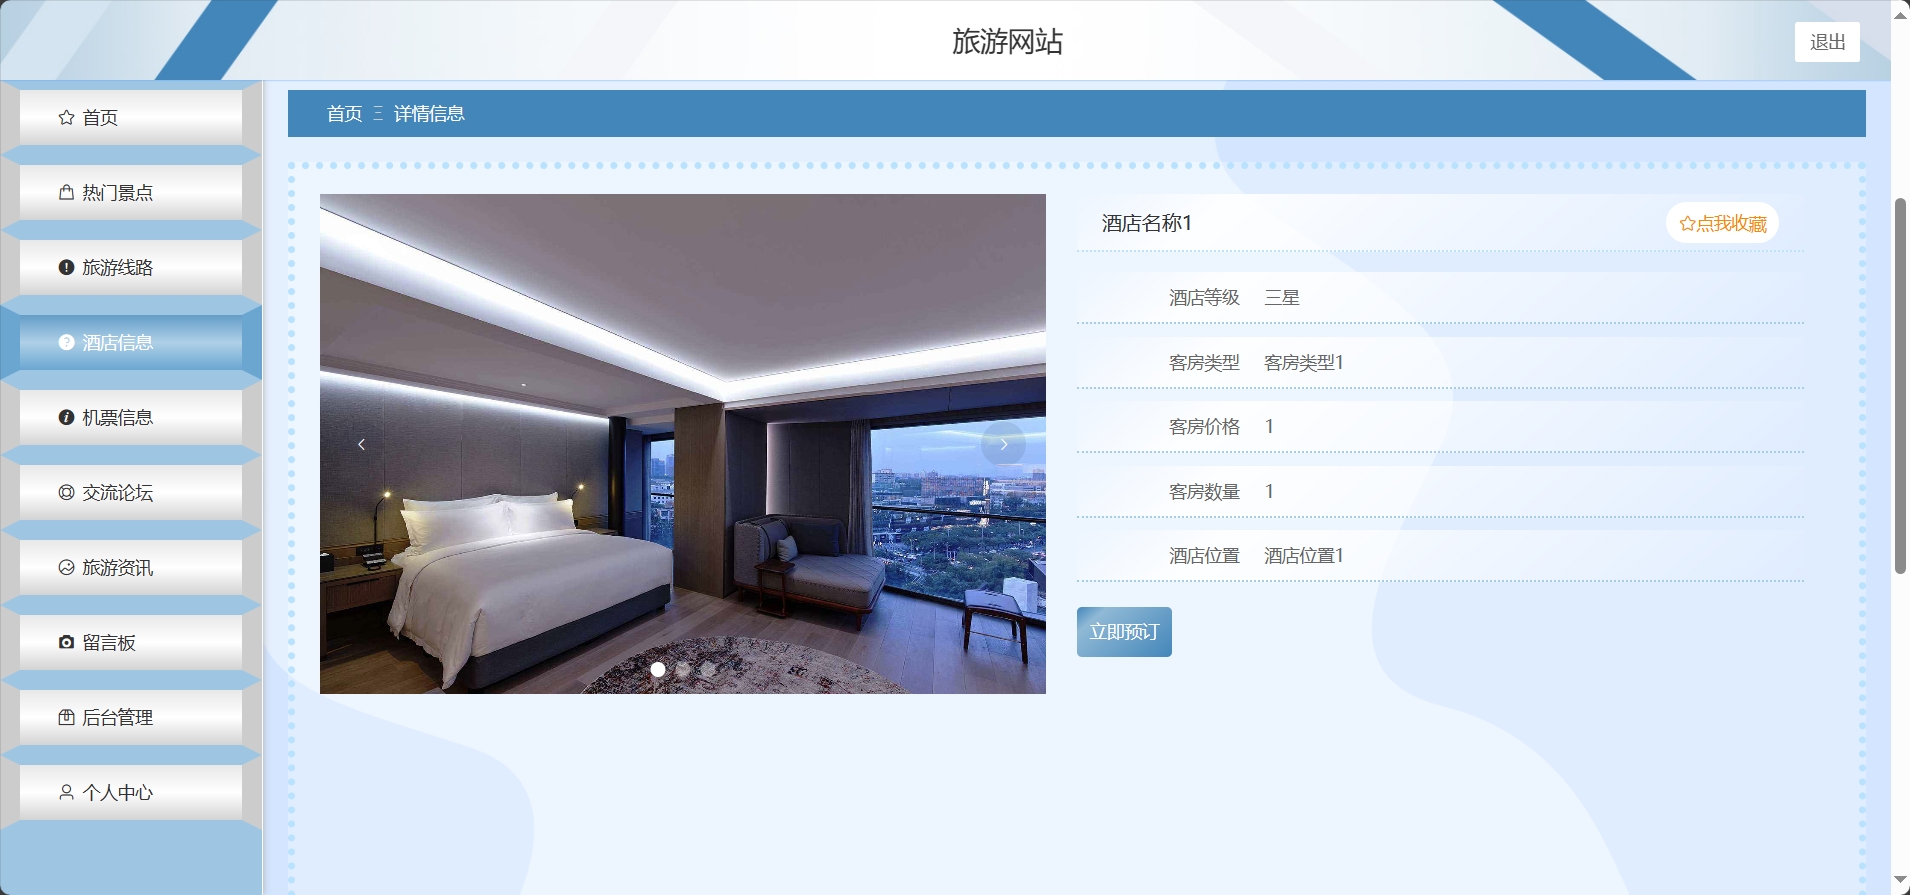 旅游网站
退出
首页
热门景点
旅游线路
酒店信息
机票信息
交流论坛
旅游资讯
留言板
后台管理
个人中心
首页 三 详情信息
酒店名称1
点我收藏
酒店等级 三星
客房类型 客房类型1
客房价格 1
客房数量 1
酒店位置 酒店位置1
立即预订